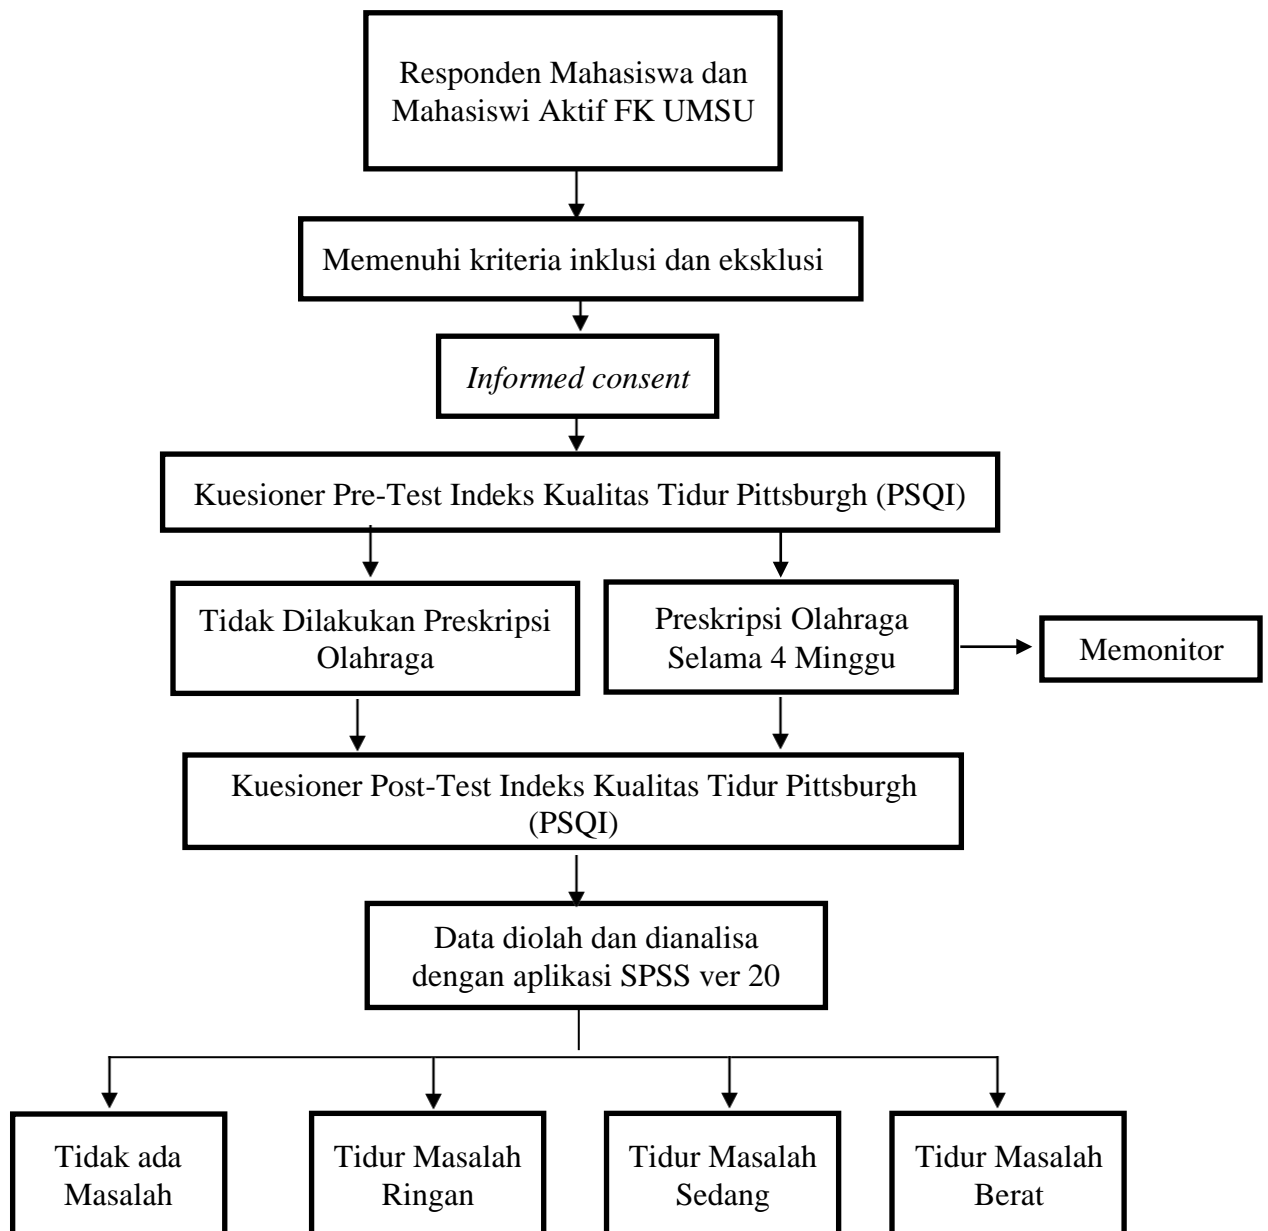 Responden Mahasiswa dan
Mahasiswi Aktif FK UMSU
Memenuhi kriteria inklusi dan eksklusi
Informed consent
Kuesioner Pre-Test Indeks Kualitas Tidur Pittsburgh (PSQI)
Tidak Dilakukan Preskripsi
Olahraga
Preskripsi Olahraga
Selama 4 Minggu
Memonitor
Kuesioner Post-Test Indeks Kualitas Tidur Pittsburgh
(PSQI)
Data diolah dan dianalisa
dengan aplikasi SPSS ver 20
Tidak ada
Masalah
Tidur Masalah
Ringan
Tidur Masalah
Sedang
Tidur Masalah
Berat